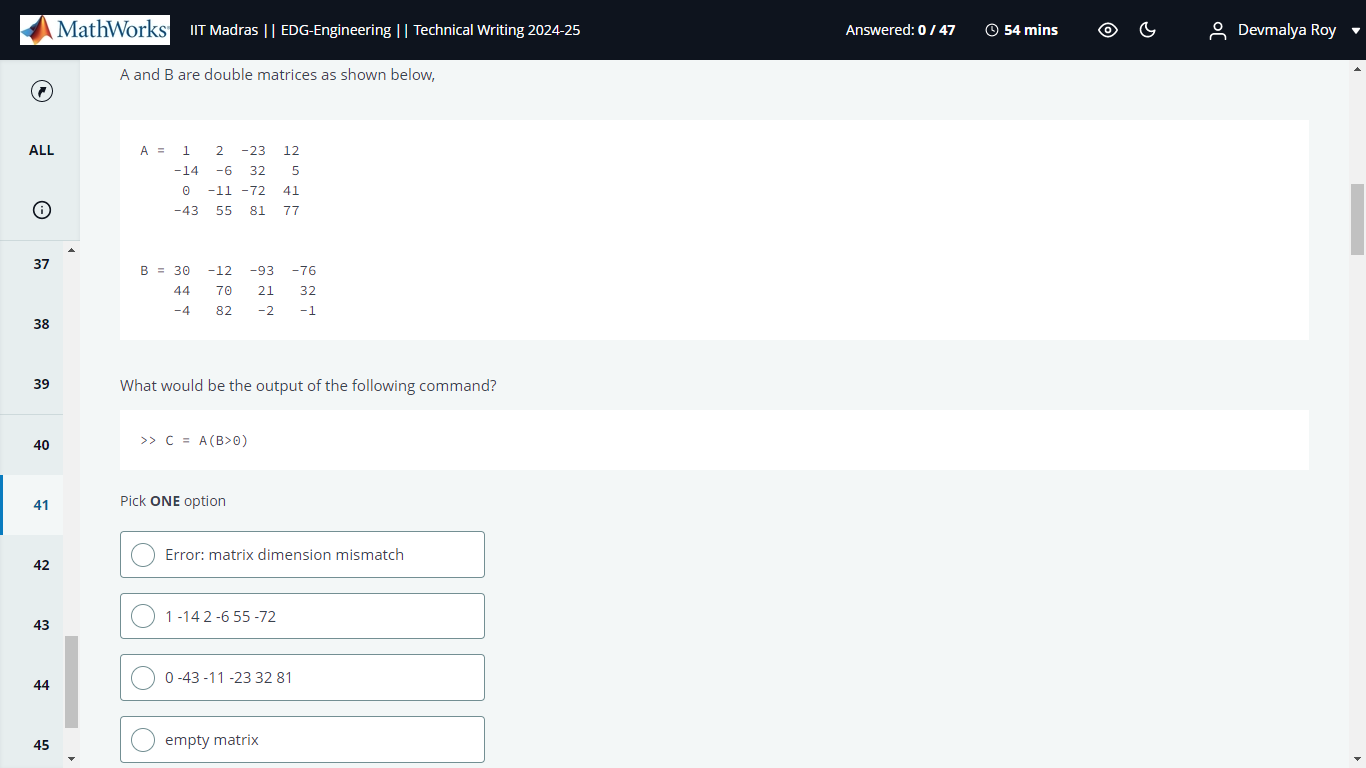 MathWorks
IIT Madras || EDG-Engineering || Technical Writing 2024-25
Answered: 0 / 47
54 mins
Devmalya Roy
ALL
37
38
39
40
41
42
43
44
45
A and B are double matrices as shown below,
A = 1 2 -23 12
-14 -6 32 5
0 -11 -72 41
-43 55 81 77
B = 30 -12 -93 -76
44 70 21 32
-4 82 -2 -1
What would be the output of the following command?
>> C = A(B>0)
Pick ONE option
Error: matrix dimension mismatch
1 -14 2 -6 55 -72
0 -43 -11 -23 32 81
empty matrix